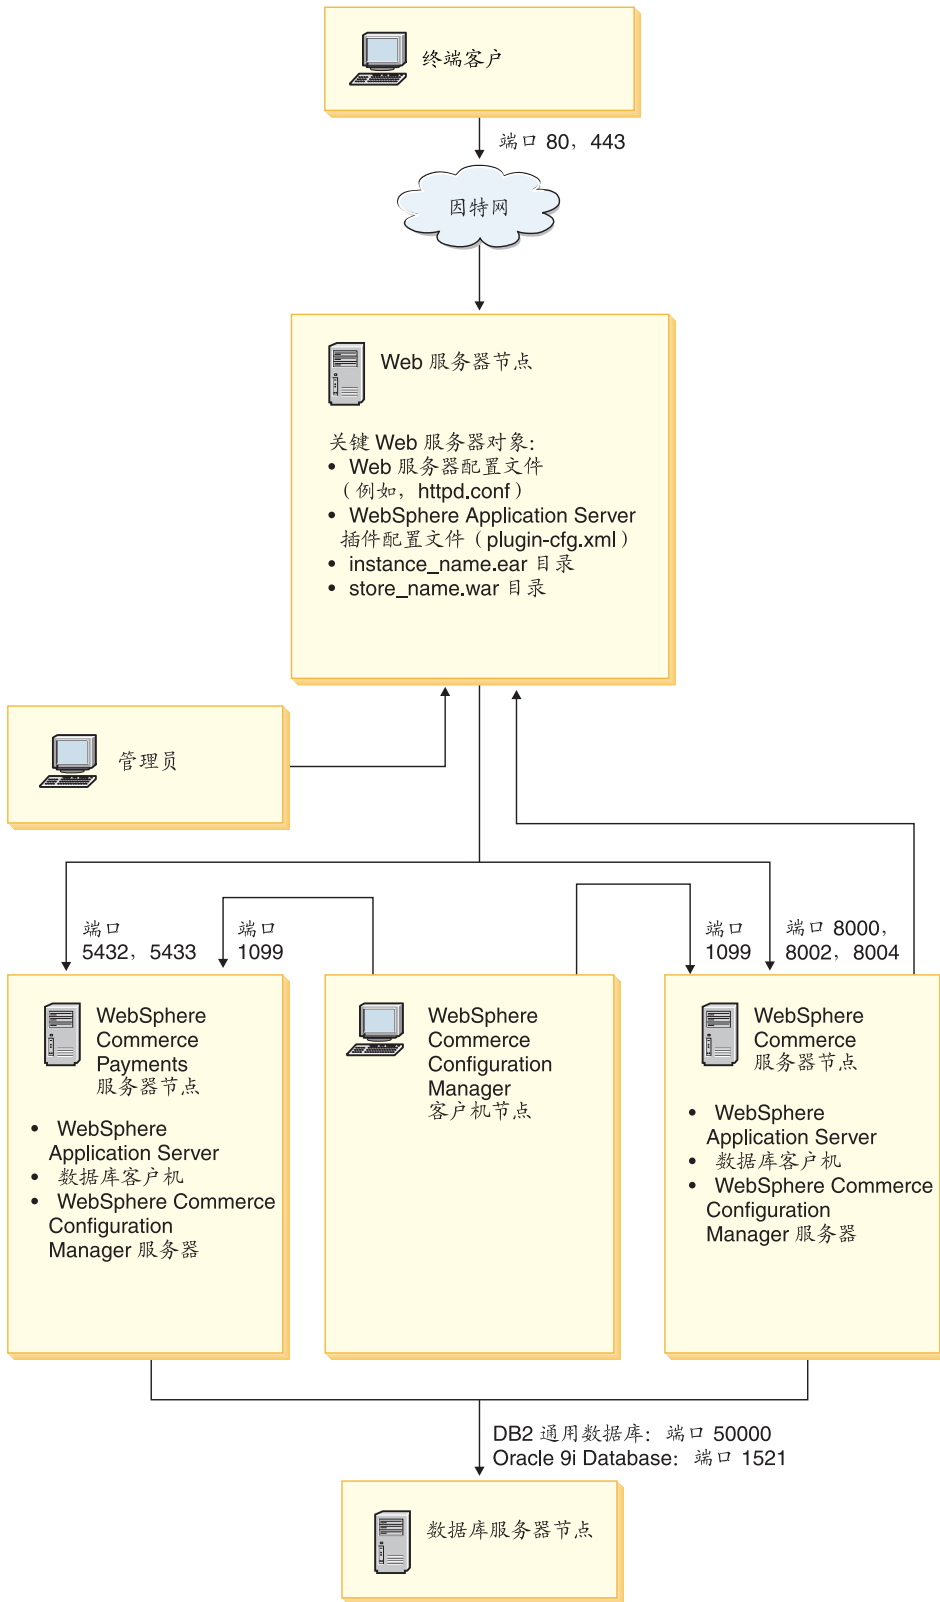 终端客户
端口 80，443
因特网
Web 服务器节点
关键 Web 服务器对象：
• Web 服务器配置文件
（例如，httpd.conf）
• WebSphere Application Server
插件配置文件（plugin-cfg.xml）
• instance_name.ear 目录
• store_name.war 目录
管理员
端口
5432，5433
端口
1099
端口
1099
端口 8000，
8002，8004
WebSphere
Commerce
Payments
服务器节点
• WebSphere
Application Server
• 数据库客户机
• WebSphere Commerce
Configuration
Manager 服务器
WebSphere
Commerce
Configuration
Manager
客户机节点
WebSphere
Commerce
服务器节点
• WebSphere
Application Server
• 数据库客户机
• WebSphere Commerce
Configuration
Manager 服务器
DB2 通用数据库：端口 50000
Oracle 9i Database：端口 1521
数据库服务器节点